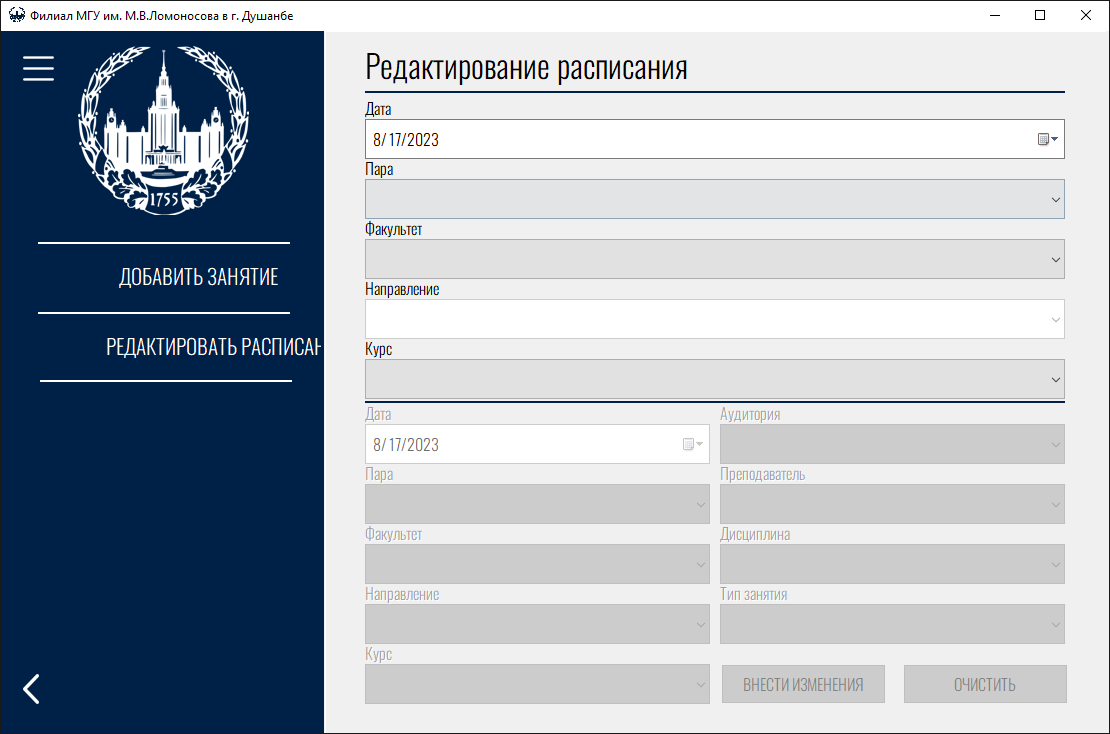 Филиал МГУ им. М.В.Ломоносова в г. Душанбе
1755
ДОБАВИТЬ ЗАНЯТИЕ
РЕДАКТИРОВАТЬ РАСПИСАН
Редактирование расписания
Дата
8/17/2023
Пара
Факультет
Направление
Курс
Дата
8/17/2023
Пара
Факультет
Направление
Курс
Аудитория
Преподаватель
Дисциплина
Тип занятия
ВНЕСТИ ИЗМЕНЕНИЯ
ОЧИСТИТЬ